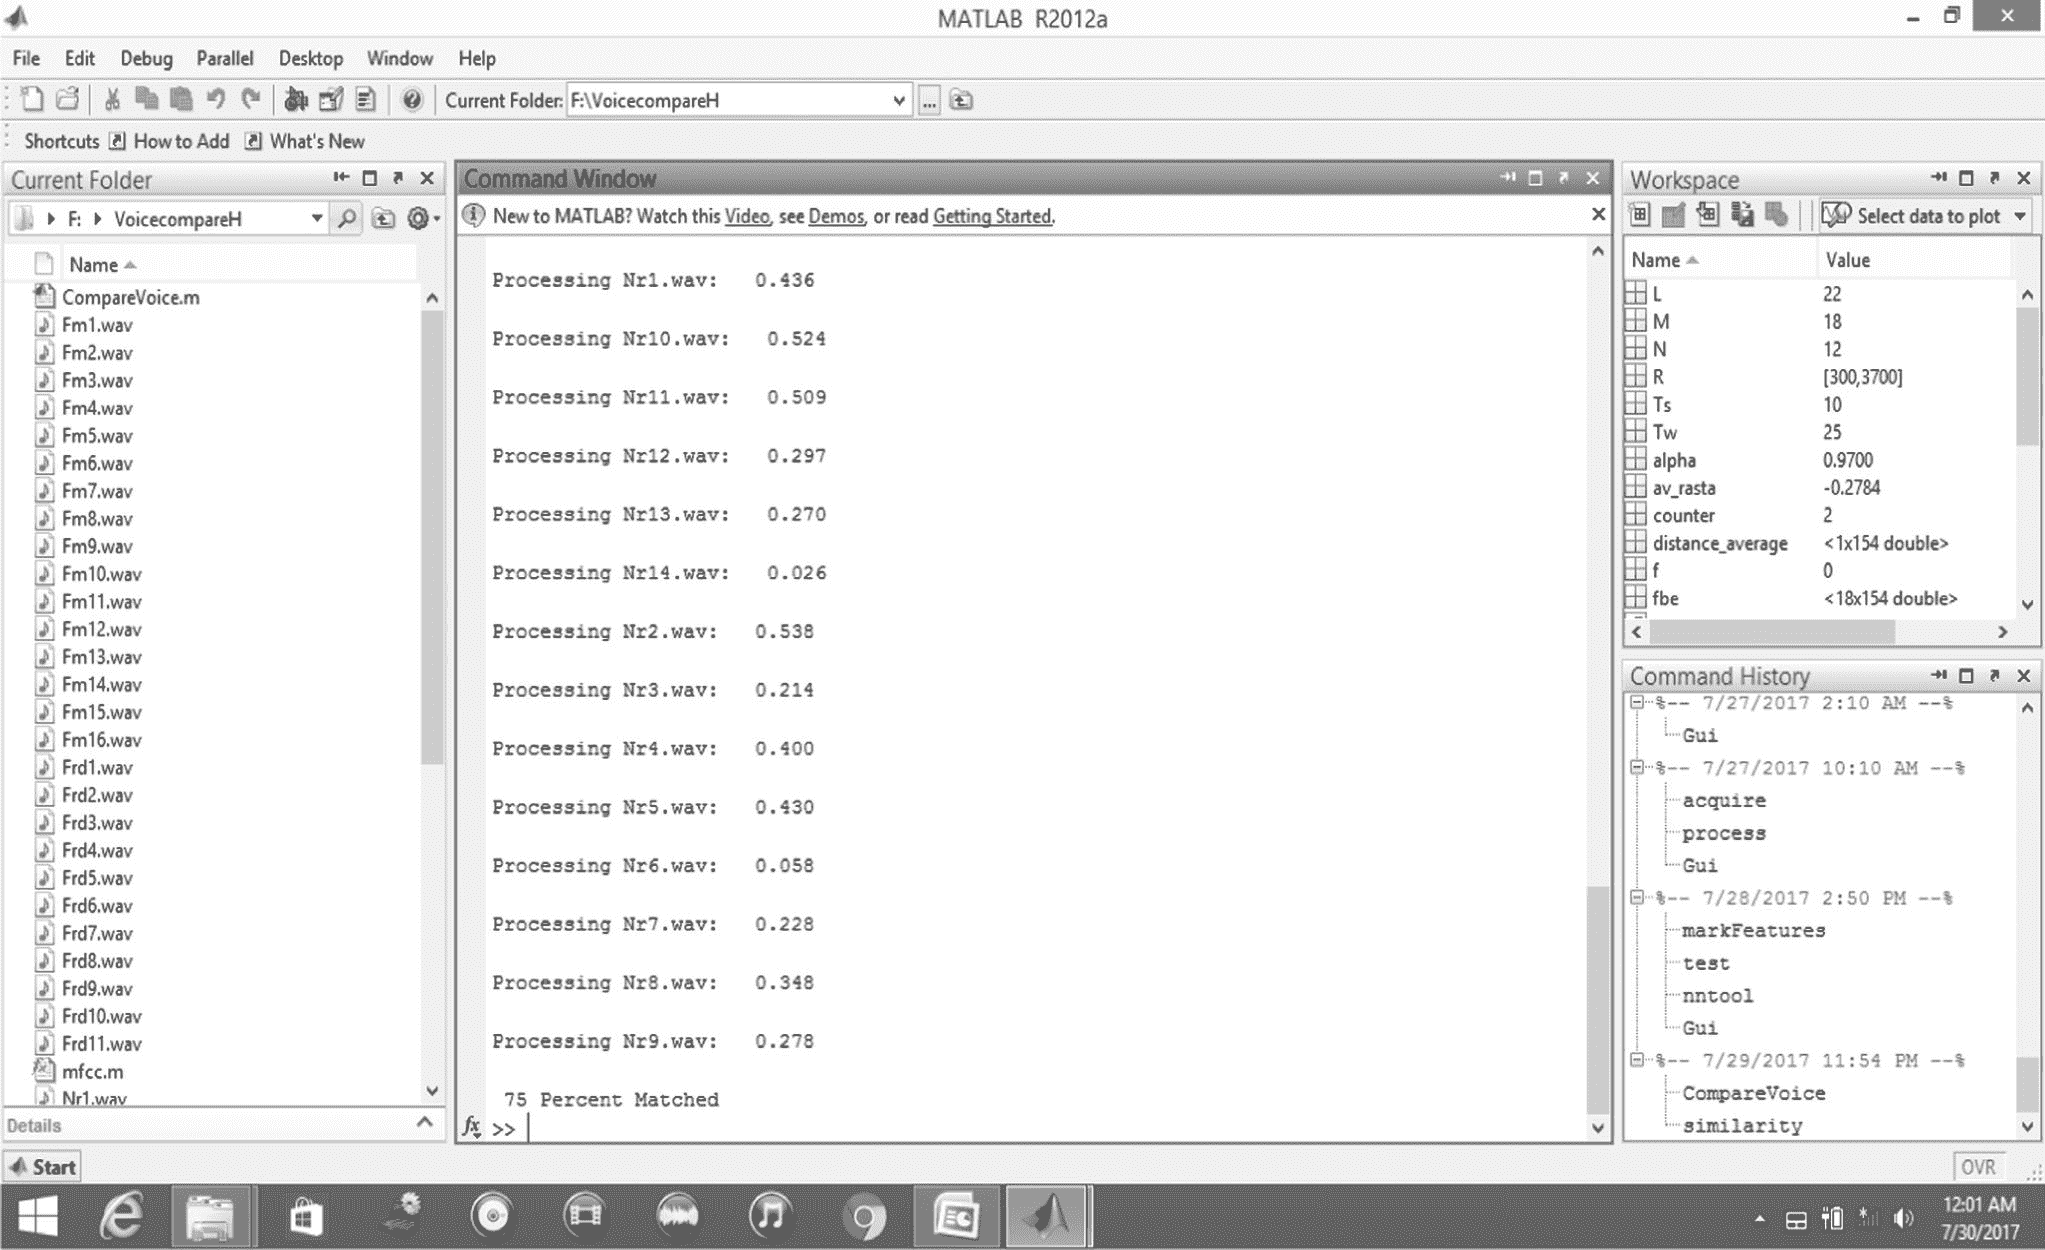 MATLAB R2012a
File Edit Debug Parallel Desktop Window Help
Current Folder: F:\VoicecompareH ...
Shortcuts How to Add What's New
Current Folder
F: VoicecompareH
Name
CompareVoice.m
Fm1.wav
Fm2.wav
Fm3.wav
Fm4.wav
Fm5.wav
Fm6.wav
Fm7.wav
Fm8.wav
Fm9.wav
Fm10.wav
Fm11.wav
Fm12.wav
Fm13.wav
Fm14.wav
Fm15.wav
Fm16.wav
Frd1.wav
Frd2.wav
Frd3.wav
Frd4.wav
Frd5.wav
Frd6.wav
Frd7.wav
Frd8.wav
Frd9.wav
Frd10.wav
Frd11.wav
mfcc.m
Nr1.wav
Details
Command Window
New to MATLAB? Watch this Video, see Demos, or read Getting Started.
Processing Nr1.wav: 0.436
Processing Nr10.wav: 0.524
Processing Nr11.wav: 0.509
Processing Nr12.wav: 0.297
Processing Nr13.wav: 0.270
Processing Nr14.wav: 0.026
Processing Nr2.wav: 0.538
Processing Nr3.wav: 0.214
Processing Nr4.wav: 0.400
Processing Nr5.wav: 0.430
Processing Nr6.wav: 0.058
Processing Nr7.wav: 0.228
Processing Nr8.wav: 0.348
Processing Nr9.wav: 0.278
75 Percent Matched
fx >>
Workspace
Select data to plot
Name Value
L 22
M 18
N 12
R [300,3700]
Ts 10
Tw 25
alpha 0.9700
av_rasta -0.2784
counter 2
distance_average <1x154 double>
f 0
fbe <18x154 double>
Command History
%-- 7/27/2017 2:10 AM --%
Gui
%-- 7/27/2017 10:10 AM --%
acquire
process
Gui
%-- 7/28/2017 2:50 PM --%
markFeatures
test
nntool
Gui
%-- 7/29/2017 11:54 PM --%
CompareVoice
similarity
Start
OVR
12:01 AM
7/30/2017